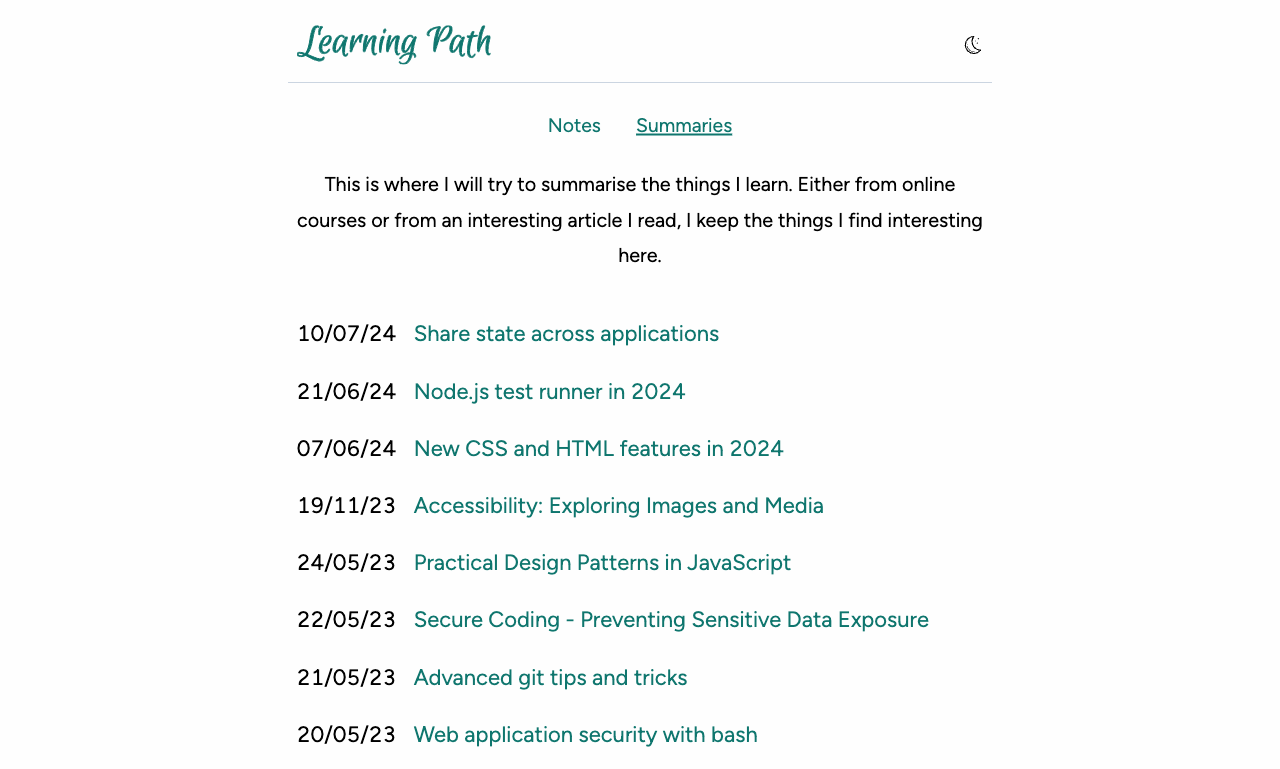 Learning Path
Notes Summaries
This is where I will try to summarise the things I learn. Either from online
courses or from an interesting article I read, I keep the things I find interesting
here.
10/07/24 Share state across applications
21/06/24 Node.js test runner in 2024
07/06/24 New CSS and HTML features in 2024
19/11/23 Accessibility: Exploring Images and Media
24/05/23 Practical Design Patterns in JavaScript
22/05/23 Secure Coding - Preventing Sensitive Data Exposure
21/05/23 Advanced git tips and tricks
20/05/23 Web application security with bash